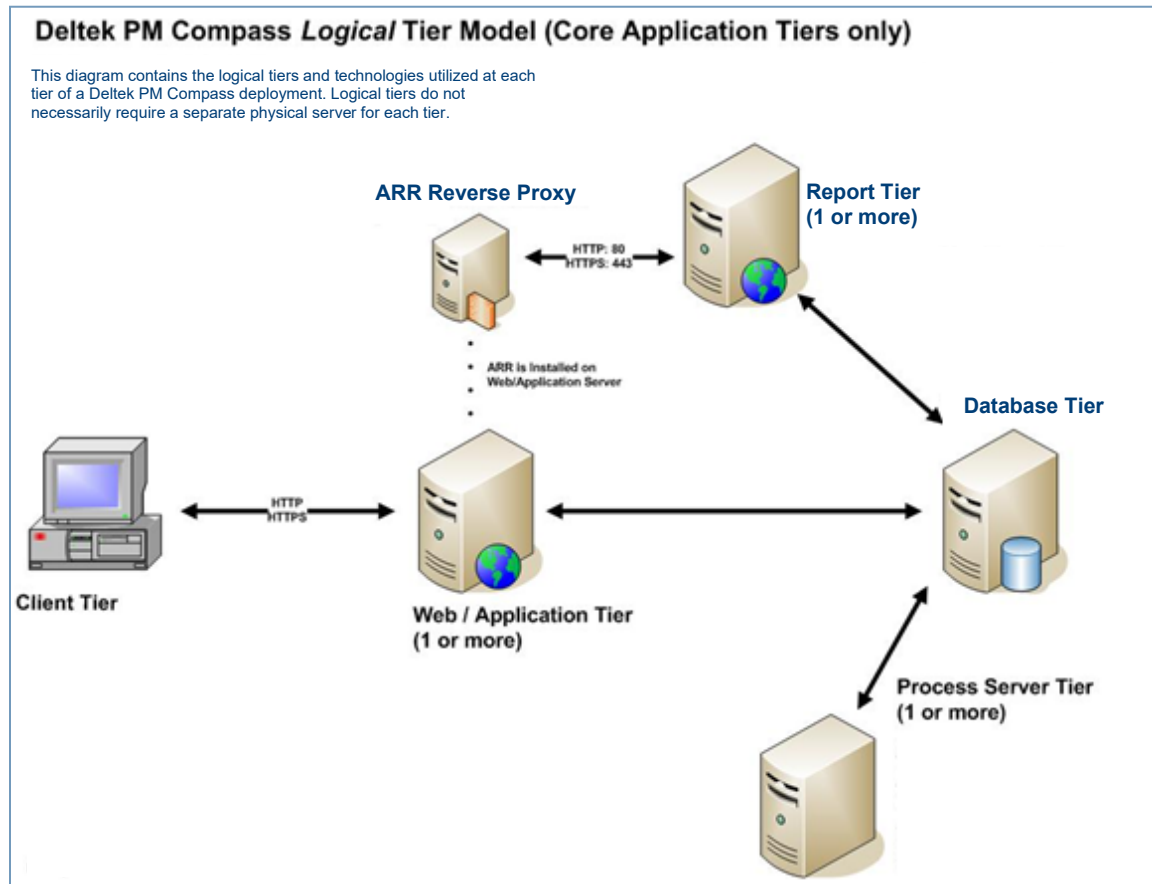 Deltek PM Compass Logical Tier Model (Core Application Tiers only)
This diagram contains the logical tiers and technologies utilized at each
tier of a Deltek PM Compass deployment. Logical tiers do not
necessarily require a separate physical server for each tier.
ARR Reverse Proxy
Report Tier
(1 or more)
HTTP: 80
HTTPS: 443
ARR is Installed on
Web/Application Server
Database Tier
HTTP
HTTPS
Client Tier
Web / Application Tier
(1 or more)
Process Server Tier
(1 or more)